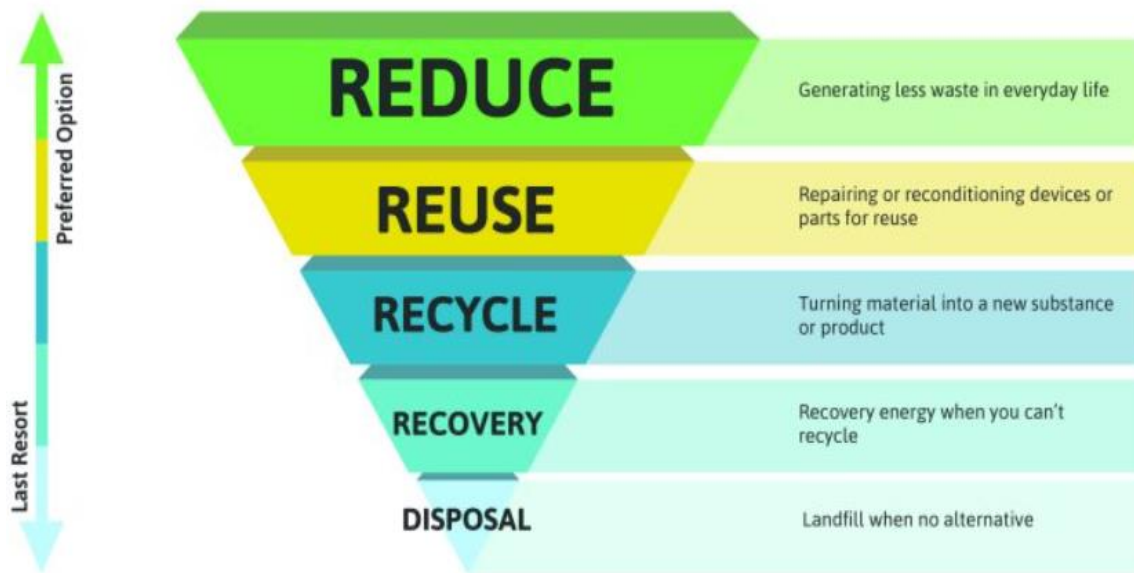 Preferred Option
Last Resort
REDUCE
Generating less waste in everyday life
REUSE
Repairing or reconditioning devices or
parts for reuse
RECYCLE
Turning material into a new substance
or product
RECOVERY
Recovery energy when you can't
recycle
DISPOSAL
Landfill when no alternative